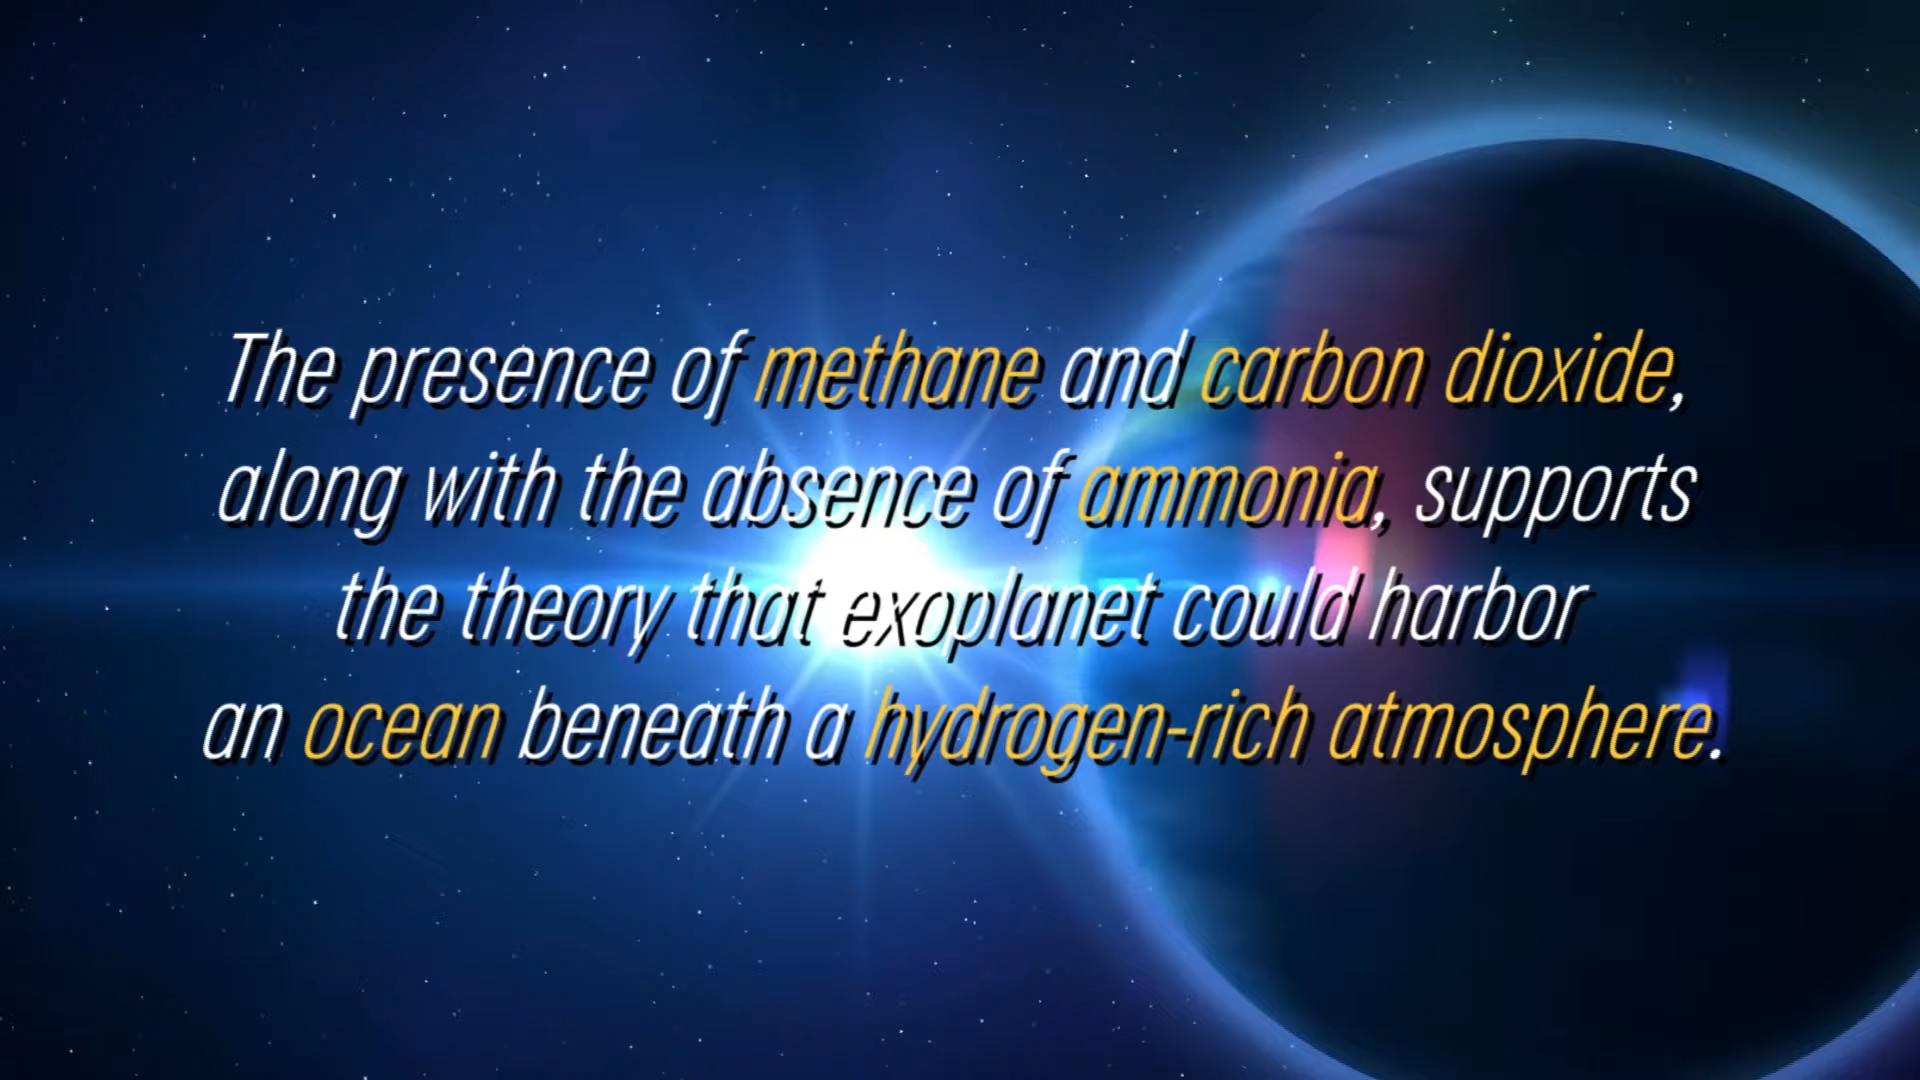 The presence of methane and carbon dioxide,
along with the absence of ammonia, supports
the theory that exoplanet could harbor
an ocean beneath a hydrogen-rich atmosphere.